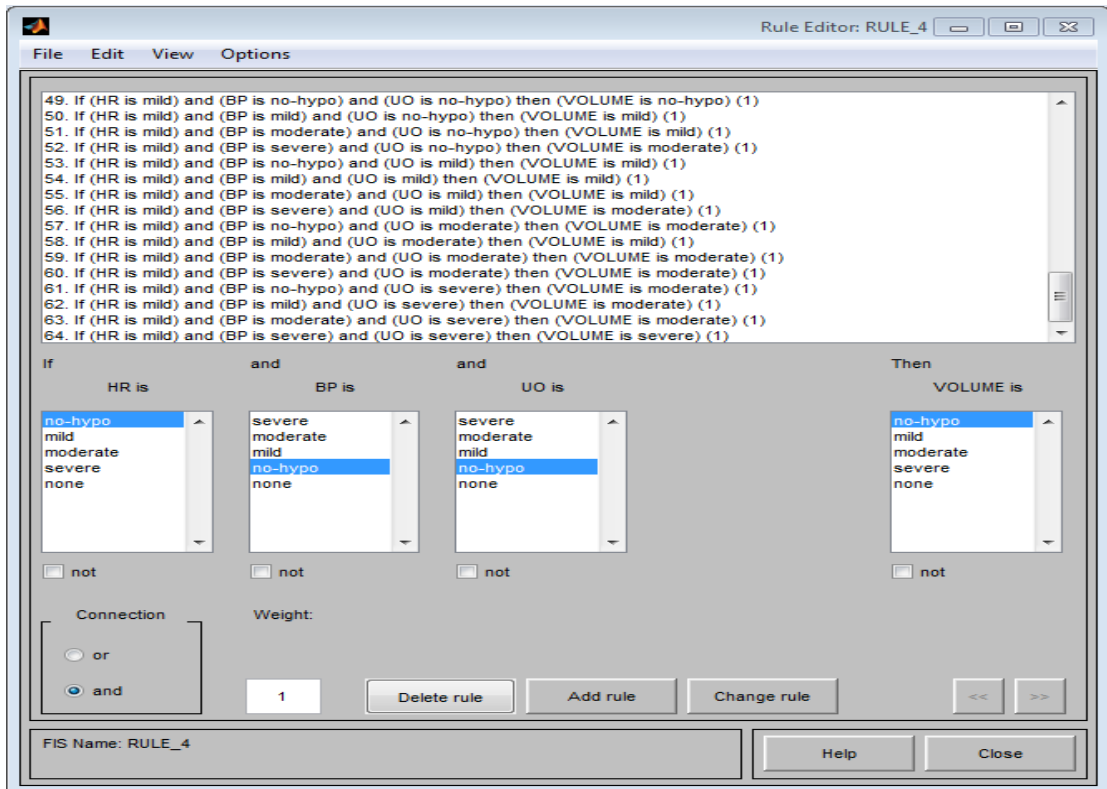 Rule Editor: RULE_4
File Edit View Options
49. If (HR is mild) and (BP is no-hypo) and (UO is no-hypo) then (VOLUME is no-hypo) (1)
50. If (HR is mild) and (BP is mild) and (UO is no-hypo) then (VOLUME is mild) (1)
51. If (HR is mild) and (BP is moderate) and (UO is no-hypo) then (VOLUME is mild) (1)
52. If (HR is mild) and (BP is severe) and (UO is no-hypo) then (VOLUME is moderate) (1)
53. If (HR is mild) and (BP is no-hypo) and (UO is mild) then (VOLUME is mild) (1)
54. If (HR is mild) and (BP is mild) and (UO is mild) then (VOLUME is mild) (1)
55. If (HR is mild) and (BP is moderate) and (UO is mild) then (VOLUME is mild) (1)
56. If (HR is mild) and (BP is severe) and (UO is mild) then (VOLUME is moderate) (1)
57. If (HR is mild) and (BP is no-hypo) and (UO is moderate) then (VOLUME is moderate) (1)
58. If (HR is mild) and (BP is mild) and (UO is moderate) then (VOLUME is mild) (1)
59. If (HR is mild) and (BP is moderate) and (UO is moderate) then (VOLUME is moderate) (1)
60. If (HR is mild) and (BP is severe) and (UO is moderate) then (VOLUME is moderate) (1)
61. If (HR is mild) and (BP is no-hypo) and (UO is severe) then (VOLUME is moderate) (1)
62. If (HR is mild) and (BP is mild) and (UO is severe) then (VOLUME is moderate) (1)
63. If (HR is mild) and (BP is moderate) and (UO is severe) then (VOLUME is moderate) (1)
64. If (HR is mild) and (BP is severe) and (UO is severe) then (VOLUME is severe) (1)
If and and Then
HR is BP is UO is VOLUME is
no-hypo severe severe no-hypo
mild moderate moderate mild
moderate mild mild moderate
severe no-hypo no-hypo severe
none none none none
not not not not
Connection Weight:
or
and 1 Delete rule Add rule Change rule << >>
FIS Name: RULE_4
Help Close